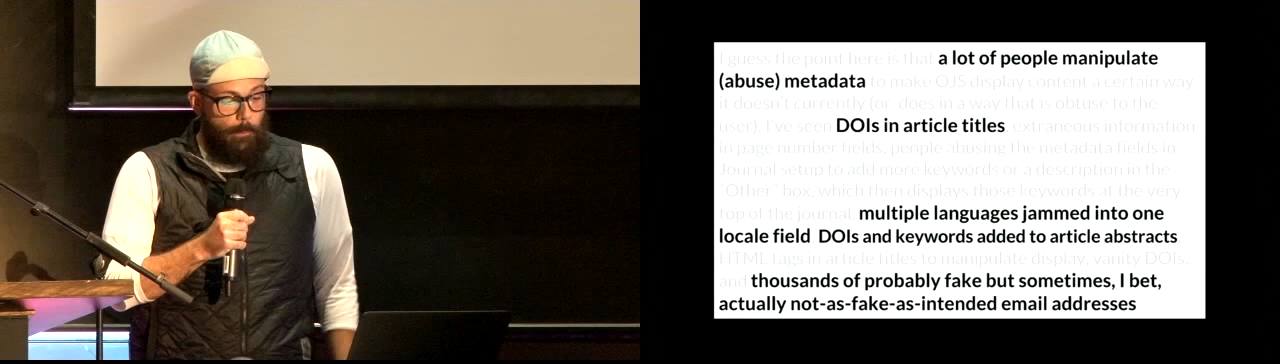 I guess the point here is that a lot of people manipulate
(abuse) metadata to make OJS display content a certain way
it doesn't currently (or, does in a way that is obtuse to the
user). I've seen DOIs in article titles, extraneous information
in page number fields, people abusing the metadata fields in
Journal setup to add more keywords or a description in the
"Other" box, which then displays those keywords at the very
top of the journal, multiple languages jammed into one
locale field DOIs and keywords added to article abstracts
HTML tags in article titles to manipulate display, vanity DOIs,
and thousands of probably fake but sometimes, I bet,
actually not-as-fake-as-intended email addresses